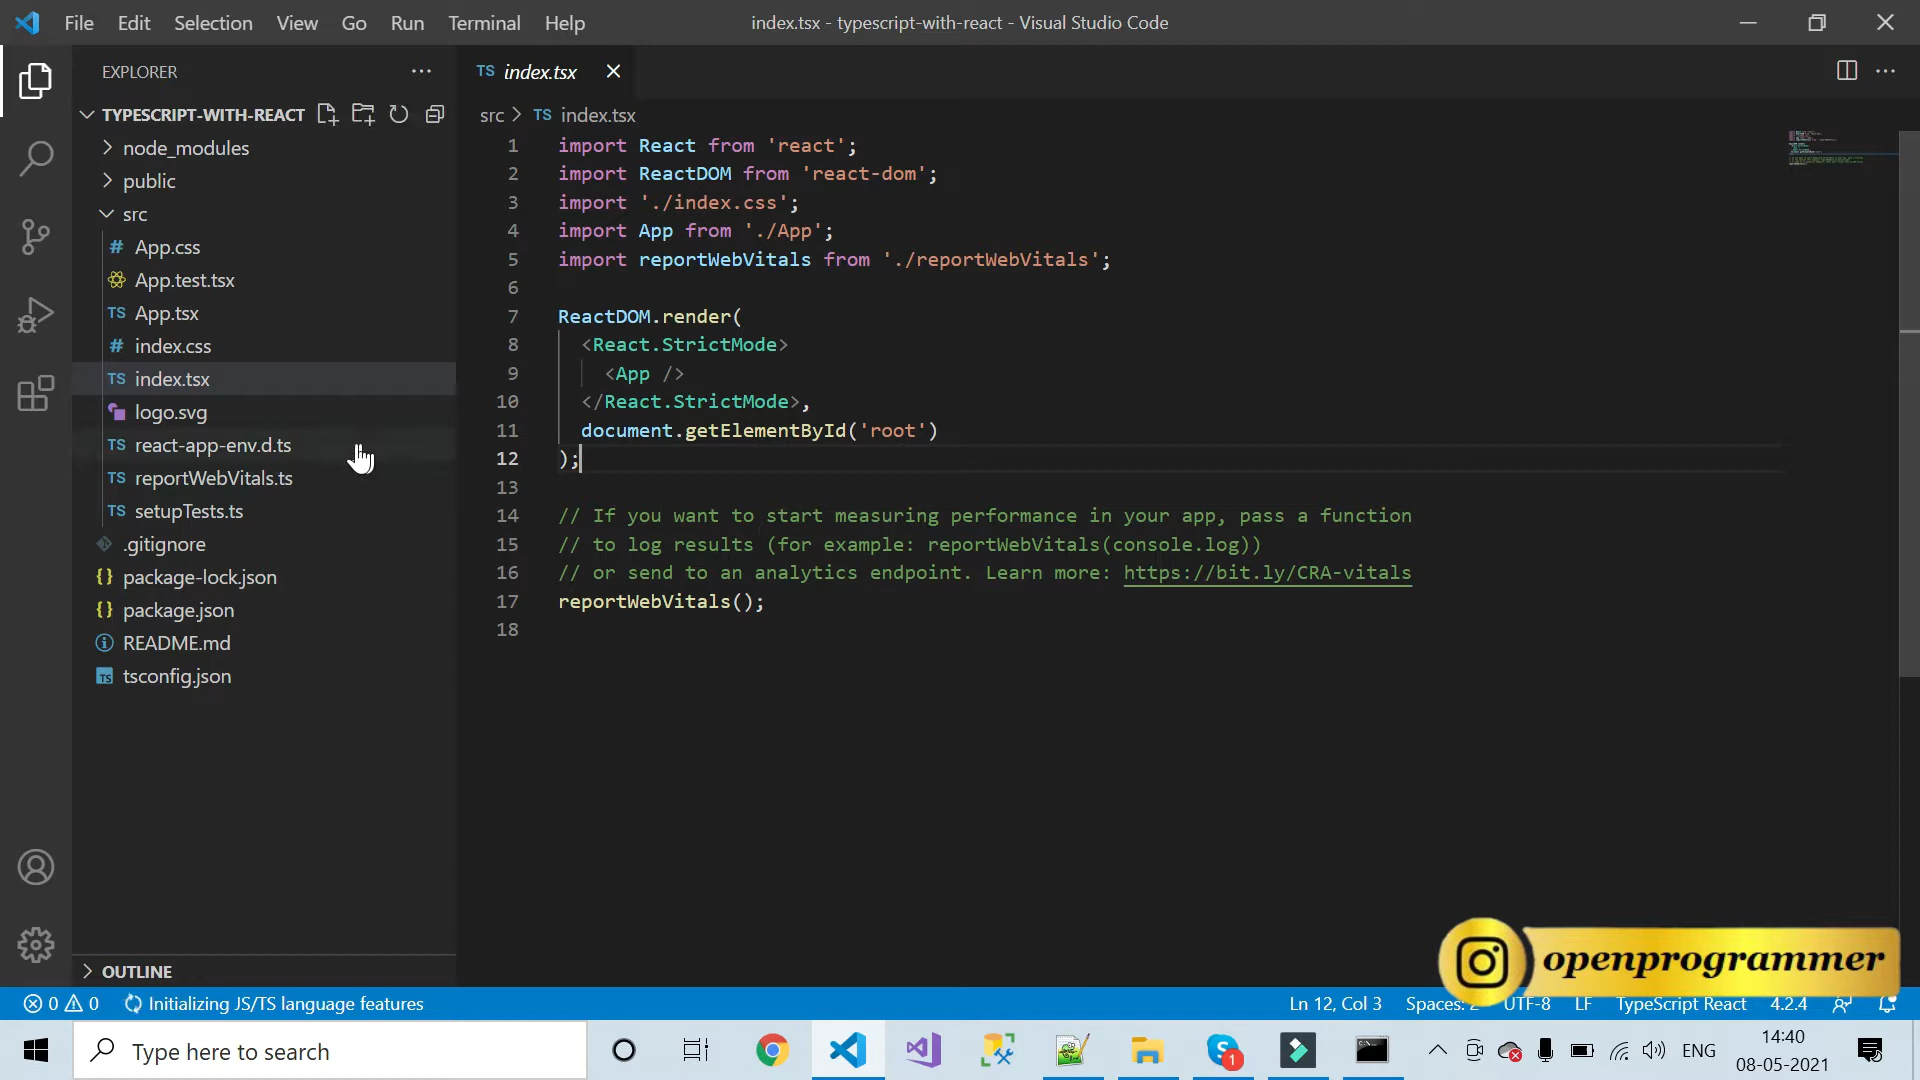 File Edit Selection View Go Run Terminal Help
index.tsx - typescript-with-react - Visual Studio Code
EXPLORER
TYPESCRIPT-WITH-REACT
node_modules
public
src
# App.css
App.test.tsx
TS App.tsx
# index.css
TS index.tsx
logo.svg
TS react-app-env.d.ts
TS reportWebVitals.ts
TS setupTests.ts
.gitignore
{} package-lock.json
{} package.json
README.md
TS tsconfig.json
OUTLINE
TS index.tsx
src > TS index.tsx
1 import React from 'react';
2 import ReactDOM from 'react-dom';
3 import './index.css';
4 import App from './App';
5 import reportWebVitals from './reportWebVitals';
6
7 ReactDOM.render(
8 <React.StrictMode>
9 <App />
10 </React.StrictMode>,
11 document.getElementById('root')
12 );
13
14 // If you want to start measuring performance in your app, pass a function
15 // to log results (for example: reportWebVitals(console.log))
16 // or send to an analytics endpoint. Learn more: https://bit.ly/CRA-vitals
17 reportWebVitals();
18
openprogrammer
0 0 Initializing JS/TS language features
Ln 12, Col 3 Spaces: 2 UTF-8 LF TypeScript React 4.2.4
Type here to search
S 1
ENG
14:40
08-05-2021